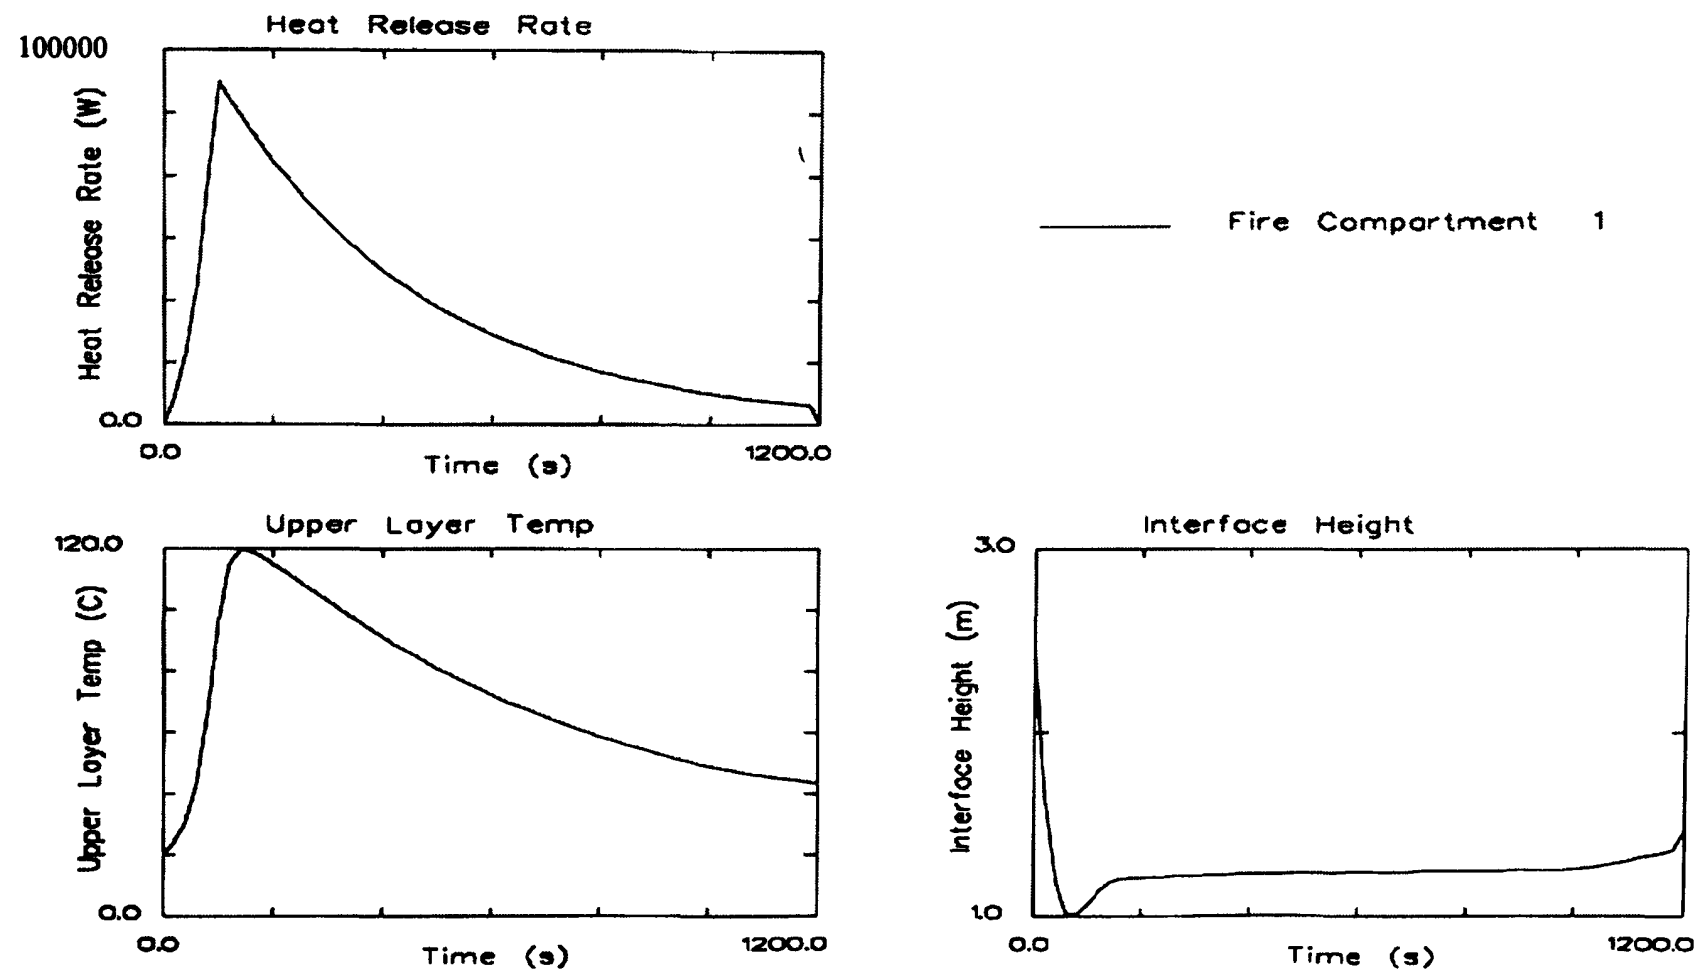 Heat Release Rate
100000
Heat Release Rate (W)
0.0
0.0
1200.0
Time (s)
Fire Compartment 1
Upper Layer Temp
120.0
Upper Layer Temp (C)
0.0
0.0
1200.0
Time (s)
Interface Height
3.0
Interface Height (m)
1.0
0.0
1200.0
Time (s)